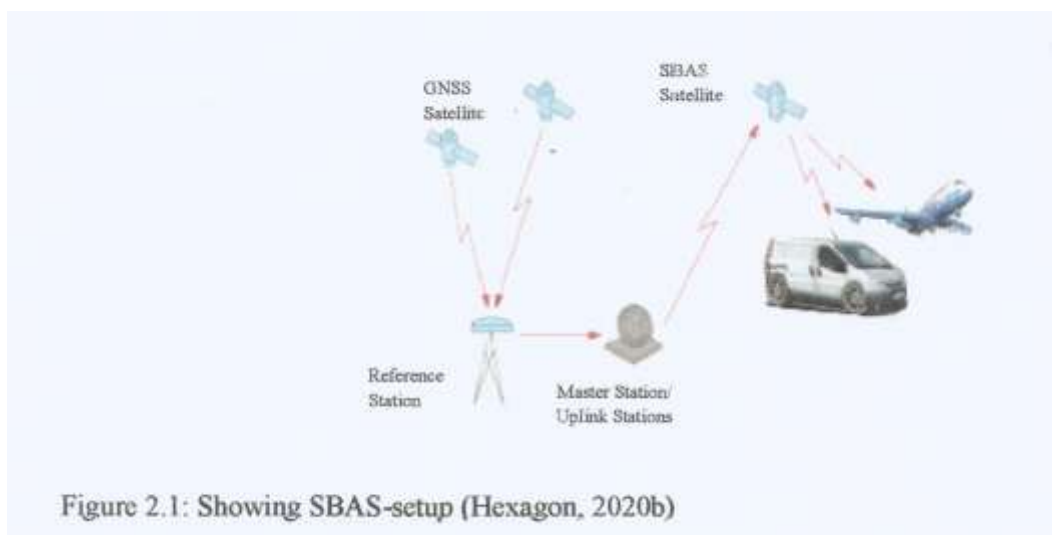 GNSS
Satellite
SBAS
Satellite
Reference
Station
Master Station/
Uplink Stations
Figure 2.1: Showing SBAS-setup (Hexagon, 2020b)